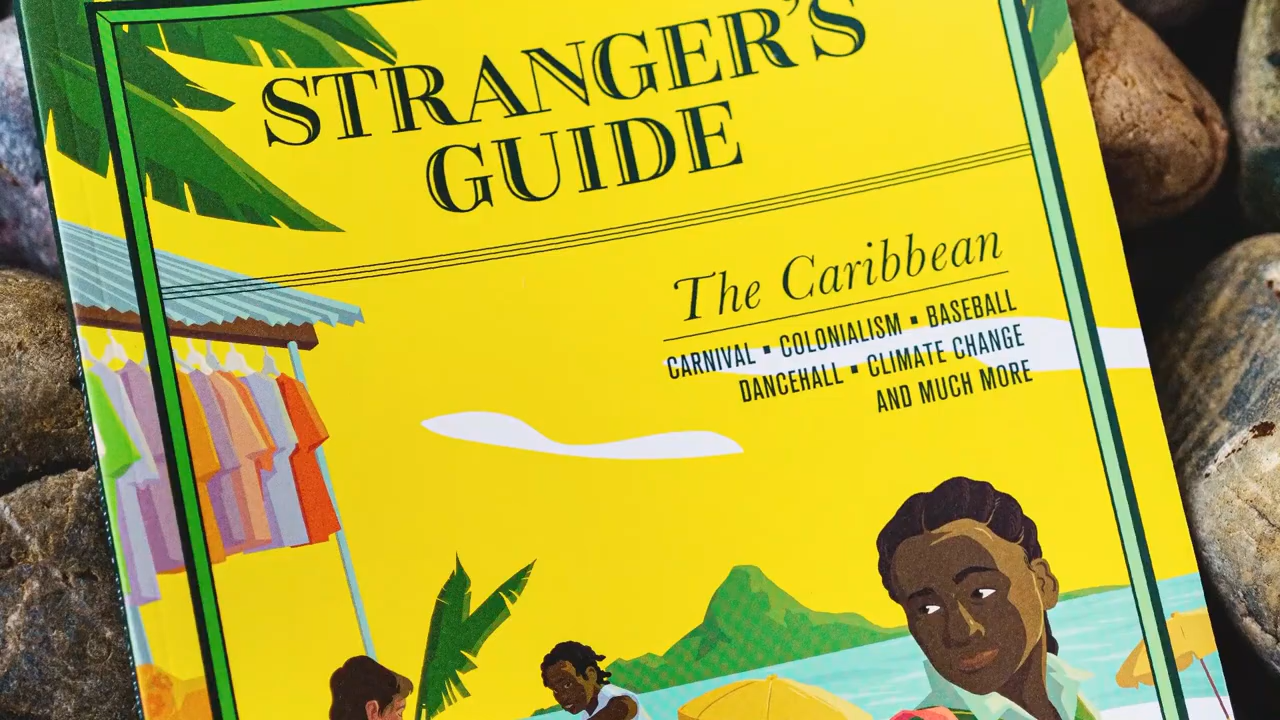 STRANGER'S
GUIDE
The Caribbean
CARNIVAL ▪ COLONIALISM ▪ BASEBALL
DANCEHALL ▪ CLIMATE CHANGE
AND MUCH MORE